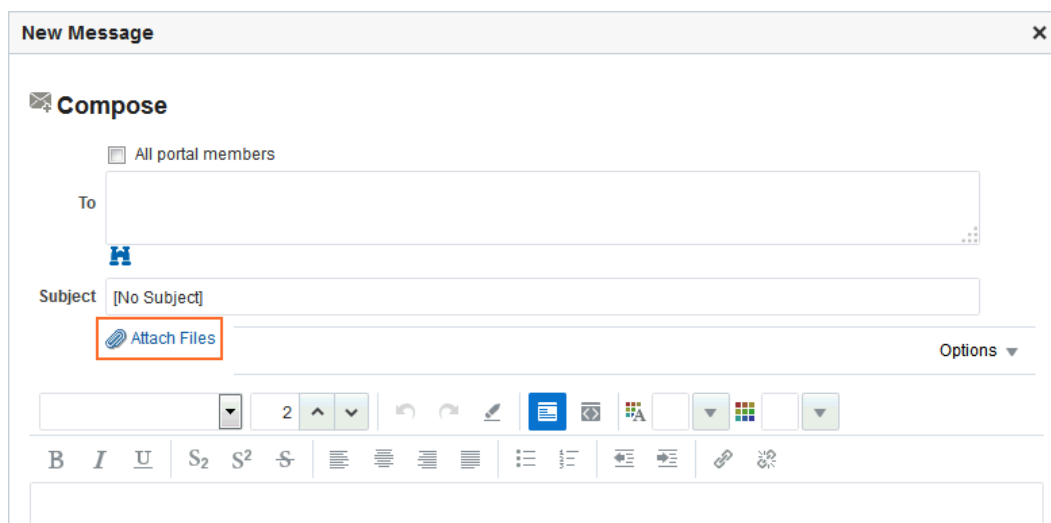 New Message
Compose
All portal members
To
Subject [No Subject]
Attach Files
Options
2
A
B I U S2 S² S